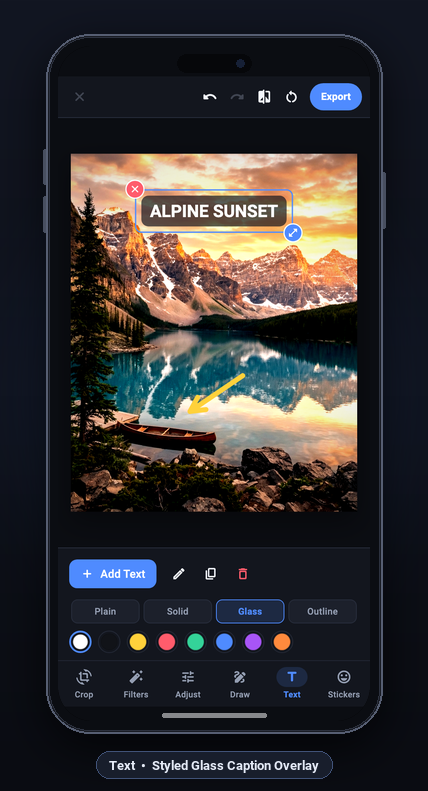 Export
ALPINE SUNSET
+ Add Text
Plain Solid Glass Outline
T
Crop Filters Adjust Draw Text Stickers
Text • Styled Glass Caption Overlay